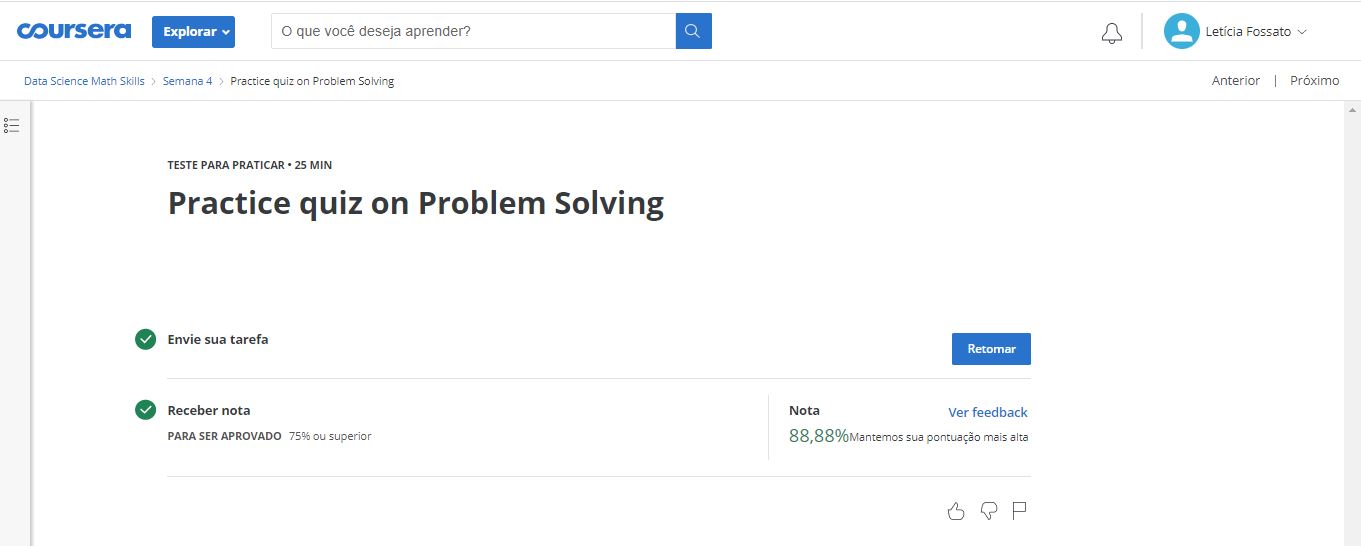 coursera Explorar O que você deseja aprender? Letícia Fossato
Data Science Math Skills > Semana 4 > Practice quiz on Problem Solving Anterior | Próximo
TESTE PARA PRATICAR • 25 MIN
Practice quiz on Problem Solving
Envie sua tarefa Retomar
Receber nota Nota Ver feedback
PARA SER APROVADO 75% ou superior 88,88% Mantemos sua pontuação mais alta